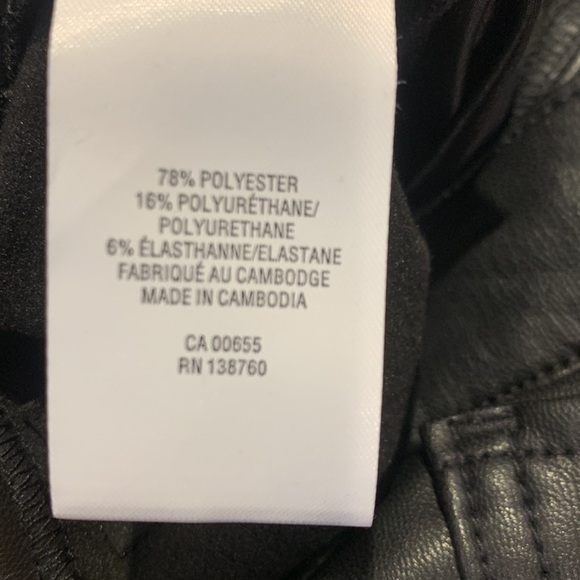 78% POLYESTER
16% POLYURÉTHANE/
POLYURETHANE
6% ÉLASTHANNE/ELASTANE
FABRIQUÉ AU CAMBODGE
MADE IN CAMBODIA
CA 00655
RN 138760